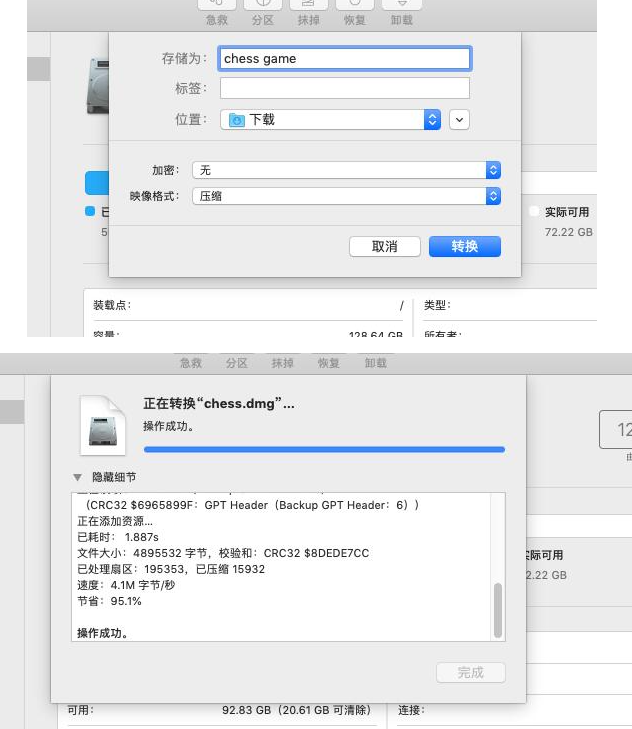 急救 分区 抹掉 恢复 卸载
存储为： chess game
标签：
位置： 下载
加密： 无
映像格式： 压缩
取消 转换
实际可用
72.22 GB
装载点： / 类型：
容量： 128.64 GB 所有者：
急救 分区 抹掉 恢复 卸载
正在转换“chess.dmg”...
操作成功。
隐藏细节
（CRC32 $6965899F：GPT Header（Backup GPT Header：6））
正在添加资源...
已耗时： 1.887s
文件大小：4895532 字节，校验和：CRC32 $8DEDE7CC
已处理扇区：195353，已压缩 15932
速度：4.1M 字节/秒
节省：95.1%
操作成功。
实际可用
2.22 GB
完成
可用： 92.83 GB（20.61 GB 可清除） 连接：